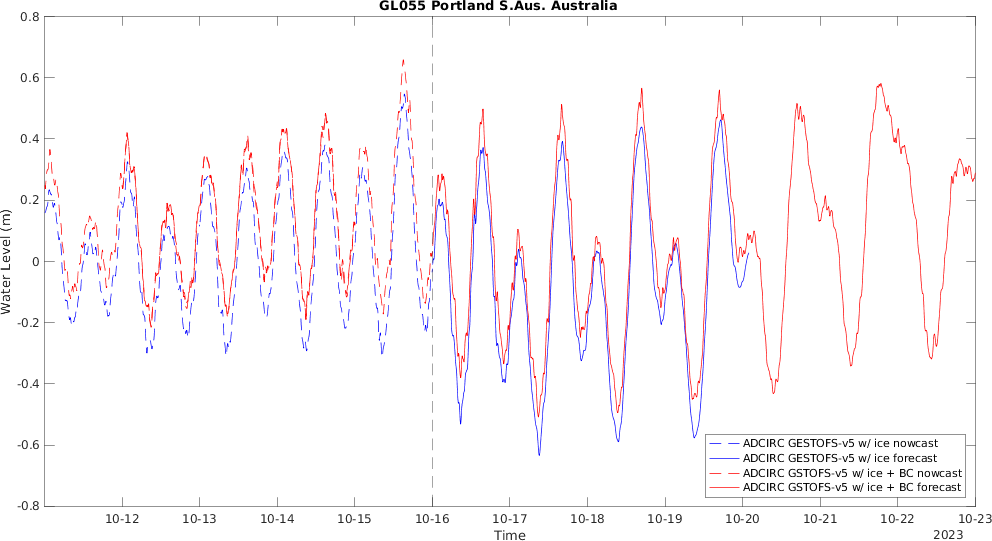 GL055 Portland S.Aus. Australia
0.8
0.6
0.4
0.2
0
-0.2
-0.4
-0.6
-0.8
Water Level (m)
10-12 10-13 10-14 10-15 10-16 10-17 10-18 10-19 10-20 10-21 10-22 10-23
Time
2023
ADCIRC GESTOFS-v5 w/ ice nowcast
ADCIRC GESTOFS-v5 w/ ice forecast
ADCIRC GSTOFS-v5 w/ ice + BC nowcast
ADCIRC GSTOFS-v5 w/ ice + BC forecast